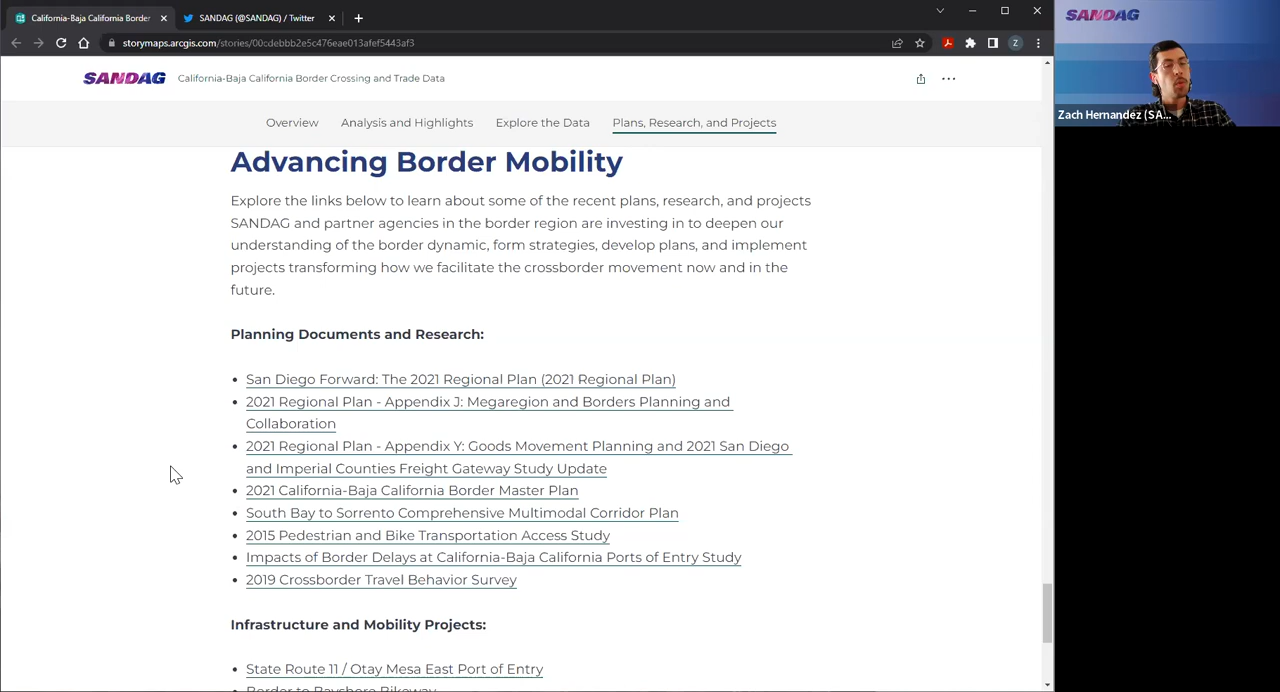 California-Baja California Border
SANDAG (@SANDAG) / Twitter
storymaps.arcgis.com/stories/00cdebbb2e5c476eae013afef5443af3
Z
SANDAG
California-Baja California Border Crossing and Trade Data
Overview
Analysis and Highlights
Explore the Data
Plans, Research, and Projects
Advancing Border Mobility
Explore the links below to learn about some of the recent plans, research, and projects
SANDAG and partner agencies in the border region are investing in to deepen our
understanding of the border dynamic, form strategies, develop plans, and implement
projects transforming how we facilitate the crossborder movement now and in the
future.
Planning Documents and Research:
• San Diego Forward: The 2021 Regional Plan (2021 Regional Plan)
• 2021 Regional Plan - Appendix J: Megaregion and Borders Planning and
Collaboration
• 2021 Regional Plan - Appendix Y: Goods Movement Planning and 2021 San Diego
and Imperial Counties Freight Gateway Study Update
• 2021 California-Baja California Border Master Plan
• South Bay to Sorrento Comprehensive Multimodal Corridor Plan
• 2015 Pedestrian and Bike Transportation Access Study
• Impacts of Border Delays at California-Baja California Ports of Entry Study
• 2019 Crossborder Travel Behavior Survey
Infrastructure and Mobility Projects:
• State Route 11 / Otay Mesa East Port of Entry
• Border to Bayshore Bikeway
SANDAG
Zach Hernandez (SA...